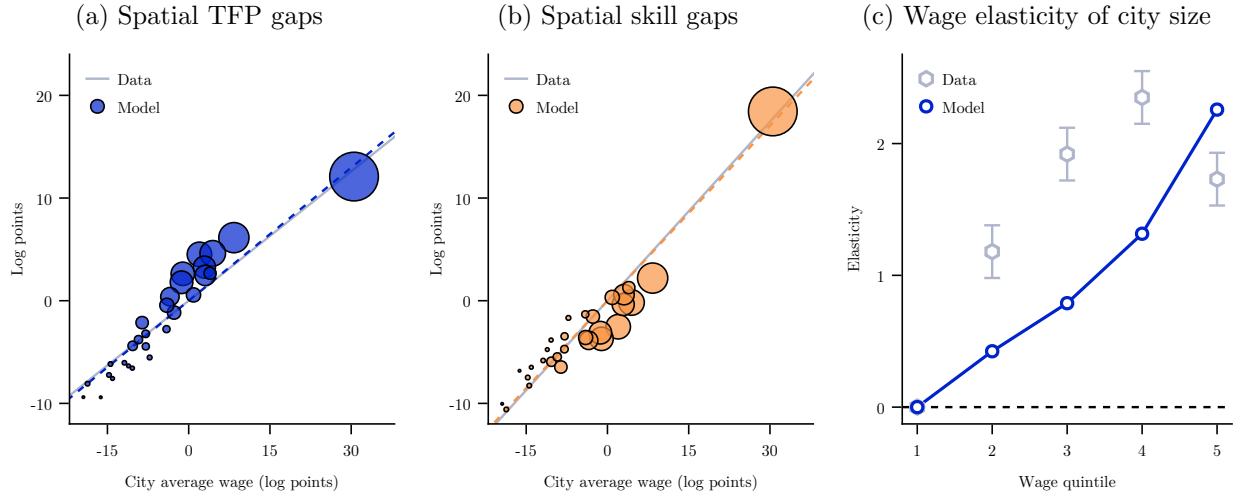 (a) Spatial TFP gaps
Data
Model
20
10
0
-10
Log points
-15 0 15 30
City average wage (log points)
(b) Spatial skill gaps
Data
Model
20
10
0
-10
Log points
-15 0 15 30
City average wage (log points)
(c) Wage elasticity of city size
Data
Model
2
1
0
Elasticity
1 2 3 4 5
Wage quintile